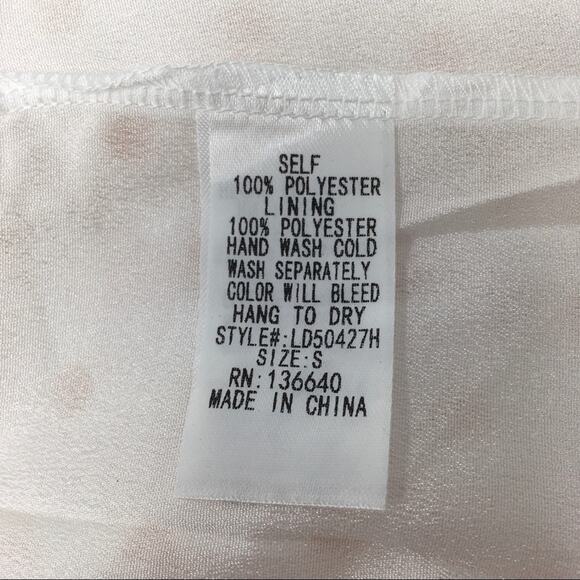 SELF
100% POLYESTER
LINING
100% POLYESTER
HAND WASH COLD
WASH SEPARATELY
COLOR WILL BLEED
HANG TO DRY
STYLE#:LD50427H
SIZE:S
RN:136640
MADE IN CHINA